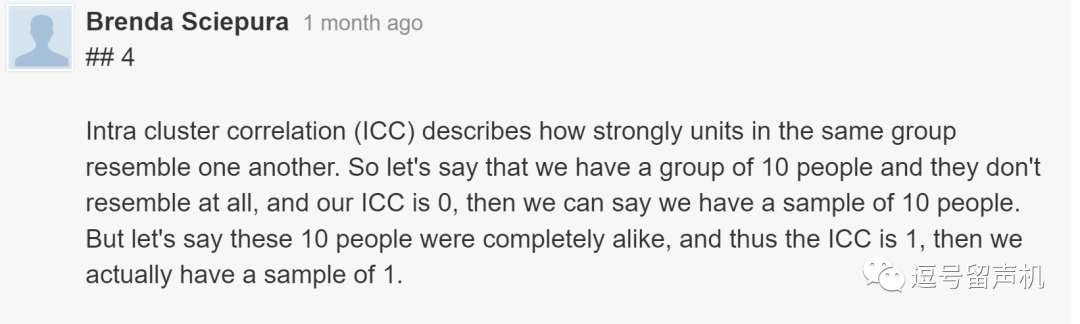 Brenda Sciepura 1 month ago
## 4
Intra cluster correlation (ICC) describes how strongly units in the same group
resemble one another. So let's say that we have a group of 10 people and they don't
resemble at all, and our ICC is 0, then we can say we have a sample of 10 people.
But let's say these 10 people were completely alike, and thus the ICC is 1, then we
actually have a sample of 1.
逗号留声机